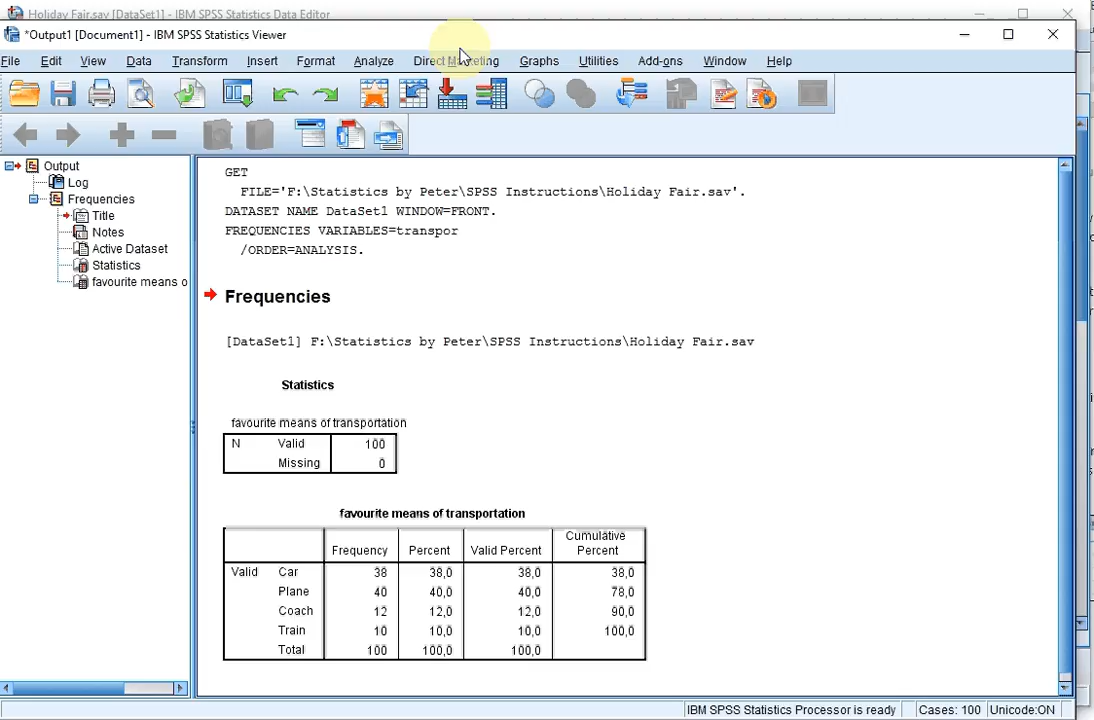 Holiday Fair.sav [DataSet1] - IBM SPSS Statistics Data Editor
*Output1 [Document1] - IBM SPSS Statistics Viewer
File Edit View Data Transform Insert Format Analyze Direct Marketing Graphs Utilities Add-ons Window Help
Output
Log
Frequencies
Title
Notes
Active Dataset
Statistics
favourite means o
GET
FILE='F:\Statistics by Peter\SPSS Instructions\Holiday Fair.sav'.
DATASET NAME DataSet1 WINDOW=FRONT.
FREQUENCIES VARIABLES=transpor
/ORDER=ANALYSIS.
Frequencies
[DataSet1] F:\Statistics by Peter\SPSS Instructions\Holiday Fair.sav
Statistics
favourite means of transportation
N Valid 100
Missing 0
favourite means of transportation
Frequency Percent Valid Percent Cumulative Percent
Valid Car 38 38,0 38,0 38,0
Plane 40 40,0 40,0 78,0
Coach 12 12,0 12,0 90,0
Train 10 10,0 10,0 100,0
Total 100 100,0 100,0
IBM SPSS Statistics Processor is ready Cases: 100 Unicode:ON